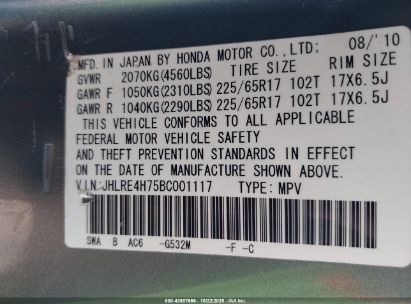 MFD. IN JAPAN BY HONDA MOTOR CO., LTD: 08/'10
GVWR 2070KG(4560LBS) TIRE SIZE RIM SIZE
GAWR F 1050KG(2310LBS) 225/65R17 102T 17X6.5J
GAWR R 1040KG(2290LBS) 225/65R17 102T 17X6.5J
THIS VEHICLE CONFORMS TO ALL APPLICABLE
FEDERAL MOTOR VEHICLE SAFETY
AND THEFT PREVENTION STANDARDS IN EFFECT
ON THE DATE OF MANUFACTURE SHOWN ABOVE.
V.I.N.:JHLRE4H75BC001117 TYPE: MPV
SWA B AC6 -G532M -F -C